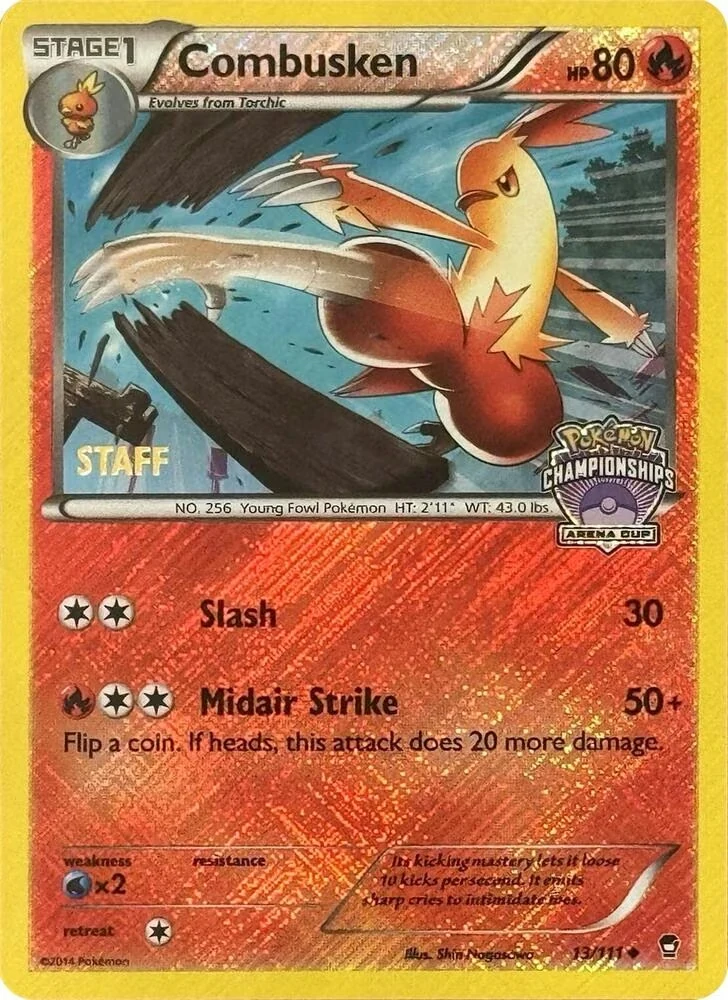 STAGE1
Combusken
HP80
Evolves from Torchic
STAFF
Pokémon
CHAMPIONSHIPS
ARENA CUP
NO. 256 Young Fowl Pokémon HT: 2'11" WT: 43.0 lbs.
Slash 30
Midair Strike 50+
Flip a coin. If heads, this attack does 20 more damage.
weakness resistance
×2
Its kicking mastery lets it loose
10 kicks per second. It emits
sharp cries to intimidate foes.
retreat
©2014 Pokémon
Illus. Shin Nagasawa
13/111